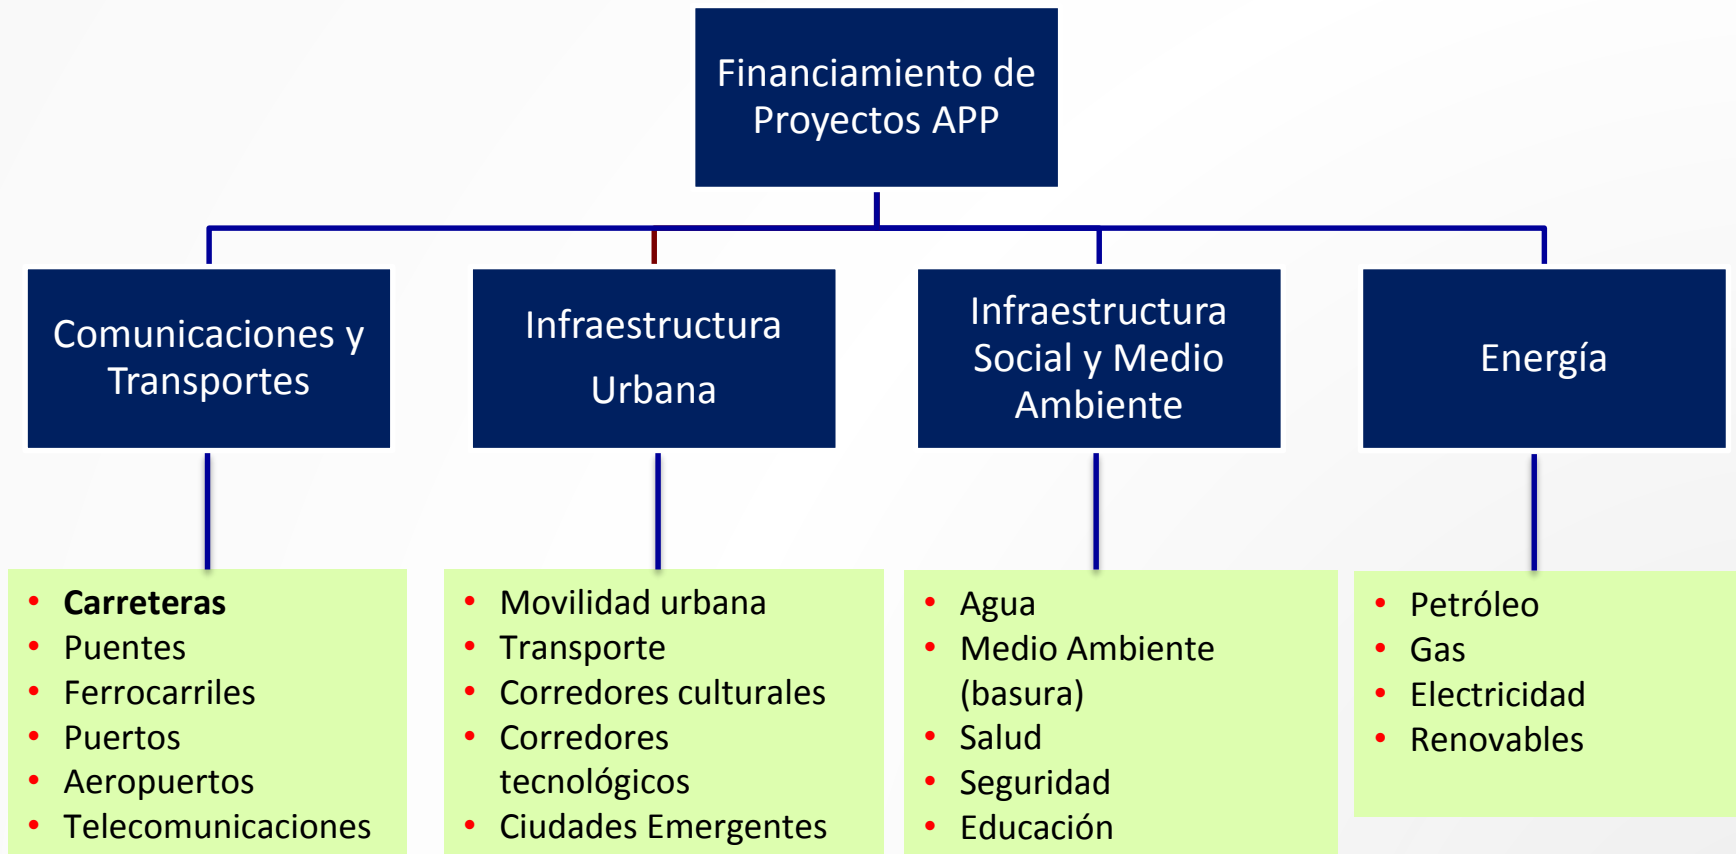 Financiamiento de
Proyectos APP
Comunicaciones y
Transportes
Infraestructura
Urbana
Infraestructura
Social y Medio
Ambiente
Energía
• Carreteras
• Puentes
• Ferrocarriles
• Puertos
• Aeropuertos
• Telecomunicaciones
• Movilidad urbana
• Transporte
• Corredores culturales
• Corredores
tecnológicos
• Ciudades Emergentes
• Agua
• Medio Ambiente
(basura)
• Salud
• Seguridad
• Educación
• Petróleo
• Gas
• Electricidad
• Renovables